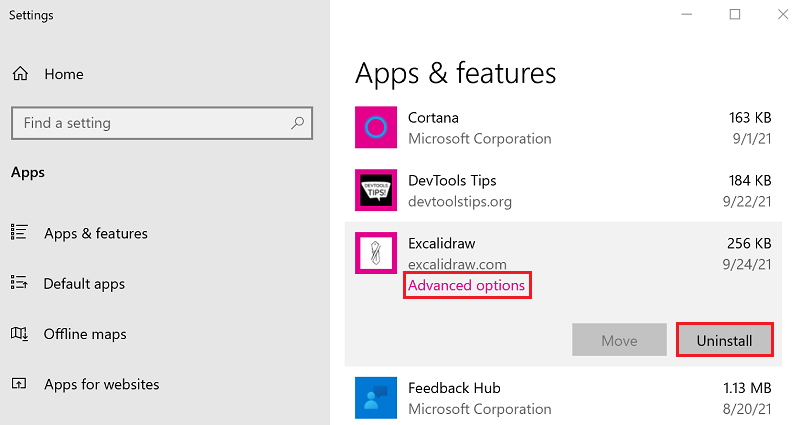 Settings
Home
Find a setting
Apps
Apps & features
Default apps
Offline maps
Apps for websites
Apps & features
Cortana 163 KB
Microsoft Corporation 9/1/21
DEVTOOLS
TIPS!
DevTools Tips 184 KB
devtoolstips.org 9/22/21
Excalidraw 256 KB
excalidraw.com 9/24/21
Advanced options
Move Uninstall
Feedback Hub 1.13 MB
Microsoft Corporation 8/20/21